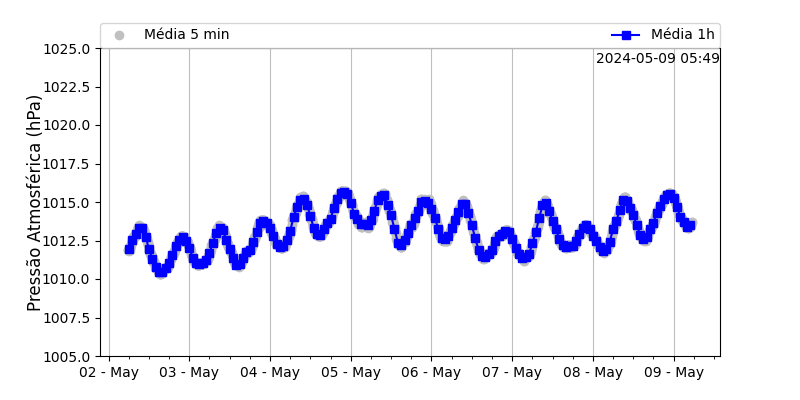 Média 5 min
Média 1h
2024-05-09 05:49
Pressão Atmosférica (hPa)
1025.0
1022.5
1020.0
1017.5
1015.0
1012.5
1010.0
1007.5
1005.0
02 - May
03 - May
04 - May
05 - May
06 - May
07 - May
08 - May
09 - May